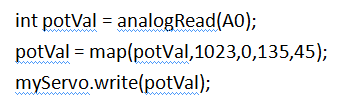 int potVal = analogRead(A0);
potVal = map(potVal,1023,0,135,45);
myServo.write(potVal);